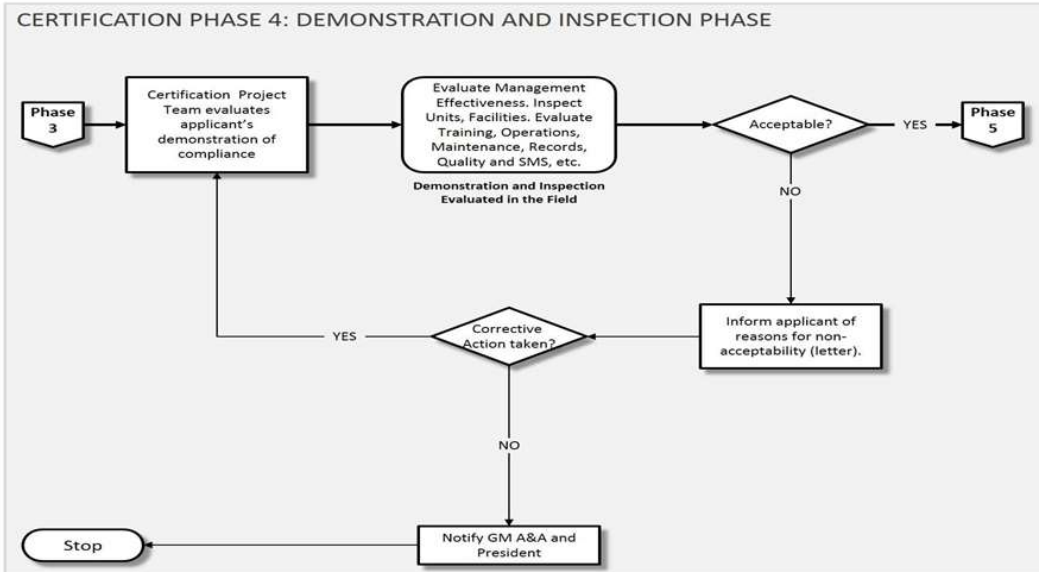 CERTIFICATION PHASE 4: DEMONSTRATION AND INSPECTION PHASE
Phase
3
Certification Project
Team evaluates
applicant's
demonstration of
compliance
Evaluate Management
Effectiveness. Inspect
Units, Facilities. Evaluate
Training, Operations,
Maintenance, Records,
Quality and SMS, etc.
Demonstration and Inspection
Evaluated in the Field
Acceptable?
YES
Phase
5
NO
Inform applicant of
reasons for non-
acceptability (letter).
Corrective
Action taken?
YES
NO
Notify GM A&A and
President
Stop